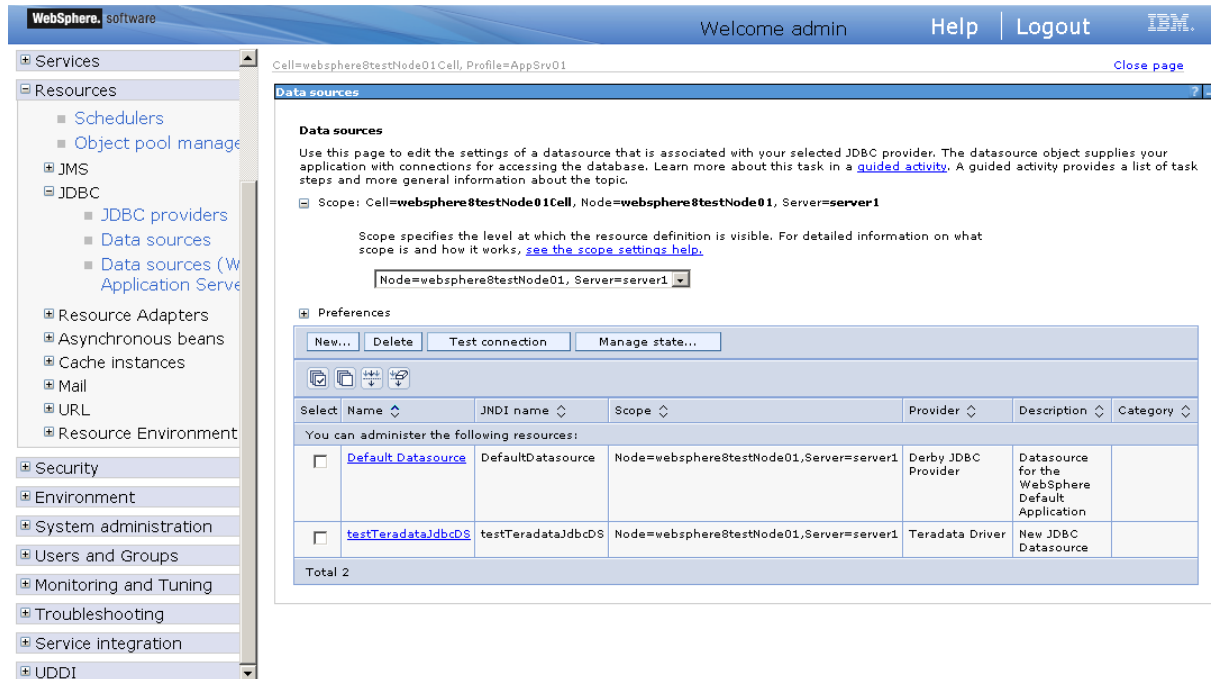 WebSphere. software
Welcome admin
Help
Logout
IBM.
Services
Resources
Schedulers
Object pool manage
JMS
JDBC
JDBC providers
Data sources
Data sources (W
Application Serve
Resource Adapters
Asynchronous beans
Cache instances
Mail
URL
Resource Environment
Security
Environment
System administration
Users and Groups
Monitoring and Tuning
Troubleshooting
Service integration
UDDI
Cell=websphere8testNode01Cell, Profile=AppSrv01
Close page
Data sources
?
Data sources
Use this page to edit the settings of a datasource that is associated with your selected JDBC provider. The datasource object supplies your
application with connections for accessing the database. Learn more about this task in a guided activity. A guided activity provides a list of task
steps and more general information about the topic.
Scope: Cell=websphere8testNode01Cell, Node=websphere8testNode01, Server=server1
Scope specifies the level at which the resource definition is visible. For detailed information on what
scope is and how it works, see the scope settings help.
Node=websphere8testNode01, Server=server1
Preferences
New... Delete Test connection Manage state...
Select Name JNDI name Scope Provider Description Category
You can administer the following resources:
Default Datasource DefaultDatasource Node=websphere8testNode01,Server=server1 Derby JDBC Datasource
Provider for the
WebSphere
Default
Application
testTeradataJdbcDS testTeradataJdbcDS Node=websphere8testNode01,Server=server1 Teradata Driver New JDBC
Datasource
Total 2